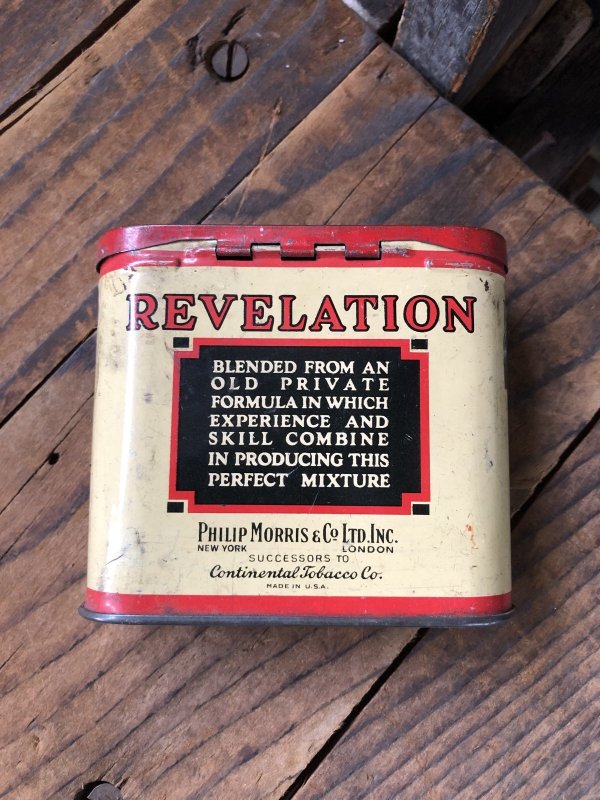 REVELATION
BLENDED FROM AN
OLD PRIVATE
FORMULA IN WHICH
EXPERIENCE AND
SKILL COMBINE
IN PRODUCING THIS
PERFECT MIXTURE
PHILIP MORRIS & Co LTD. INC.
NEW YORK LONDON
SUCCESSORS TO
Continental Tobacco Co.
MADE IN U.S.A.